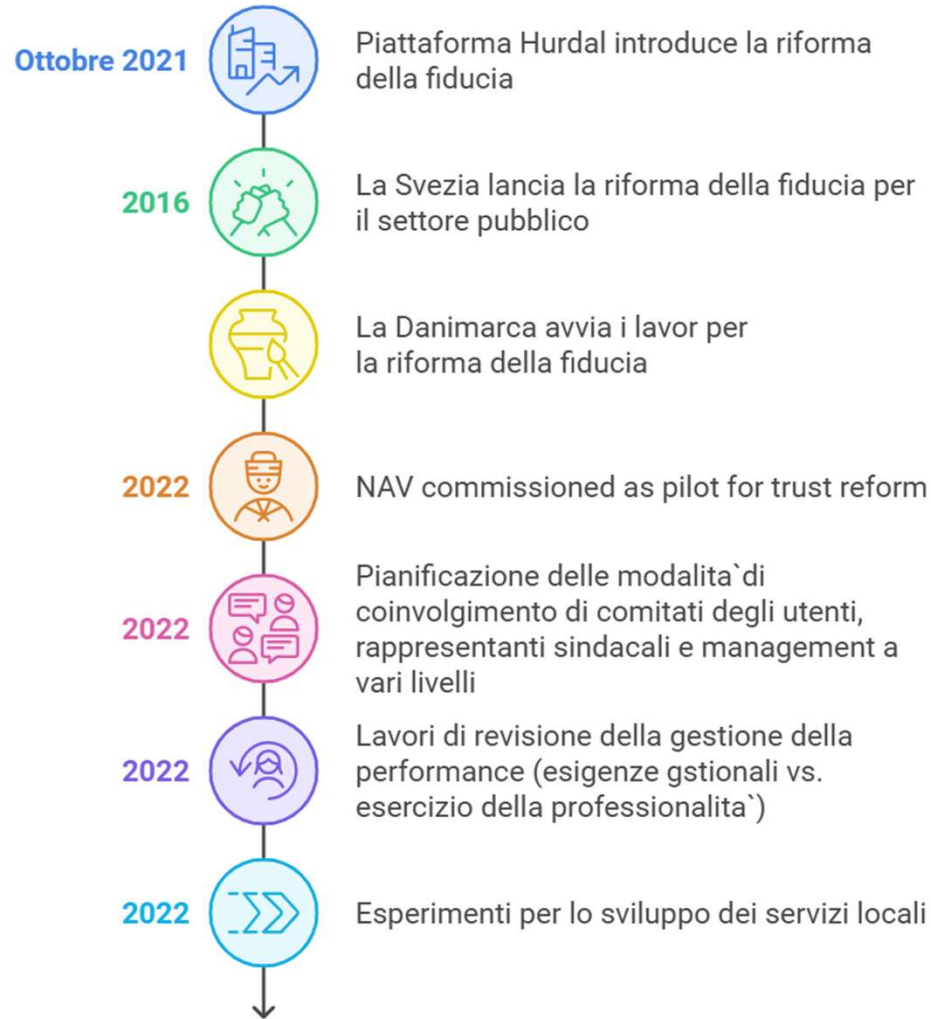 Ottobre 2021
Piattaforma Hurdal introduce la riforma
della fiducia
2016
La Svezia lancia la riforma della fiducia per
il settore pubblico
La Danimarca avvia i lavor per
la riforma della fiducia
2022
NAV commissioned as pilot for trust reform
2022
Pianificazione delle modalita`di
coinvolgimento di comitati degli utenti,
rappresentanti sindacali e management a
vari livelli
2022
Lavori di revisione della gestione della
performance (esigenze gstionali vs.
esercizio della professionalita`)
2022
Esperimenti per lo sviluppo dei servizi locali